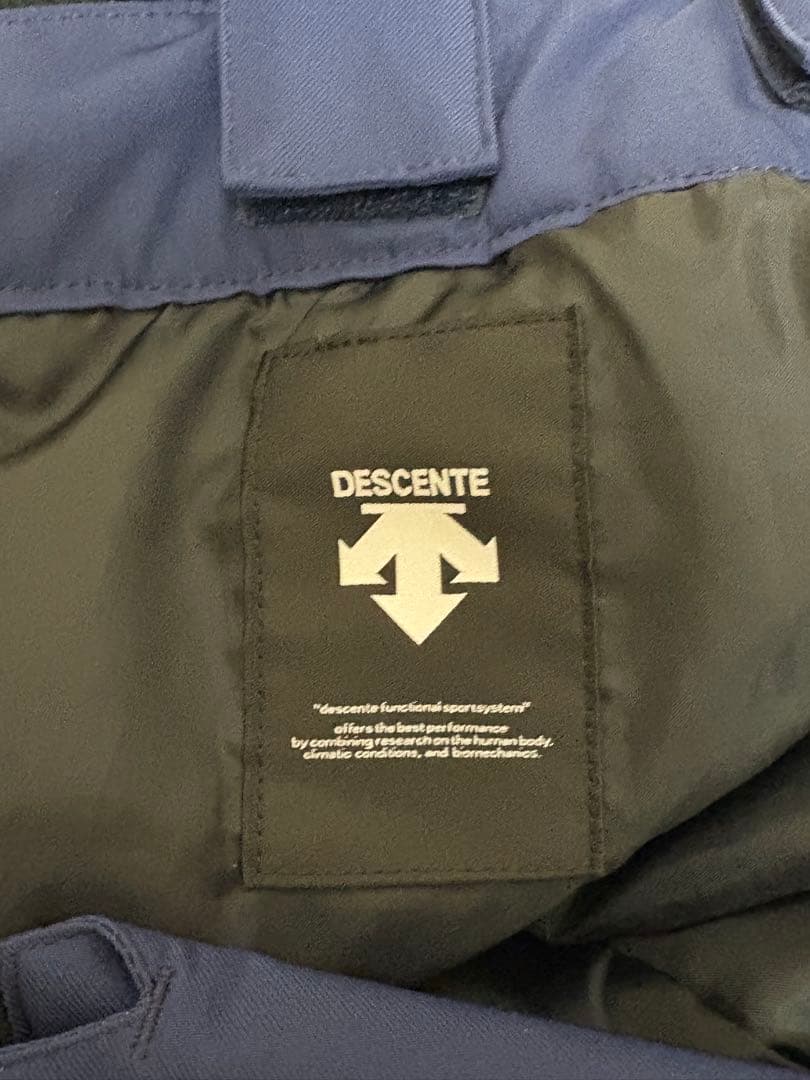 DESCENTE
"descente functional sportsystem"
offers the best performance
by combining research on the human body,
climatic conditions, and biomechanics.